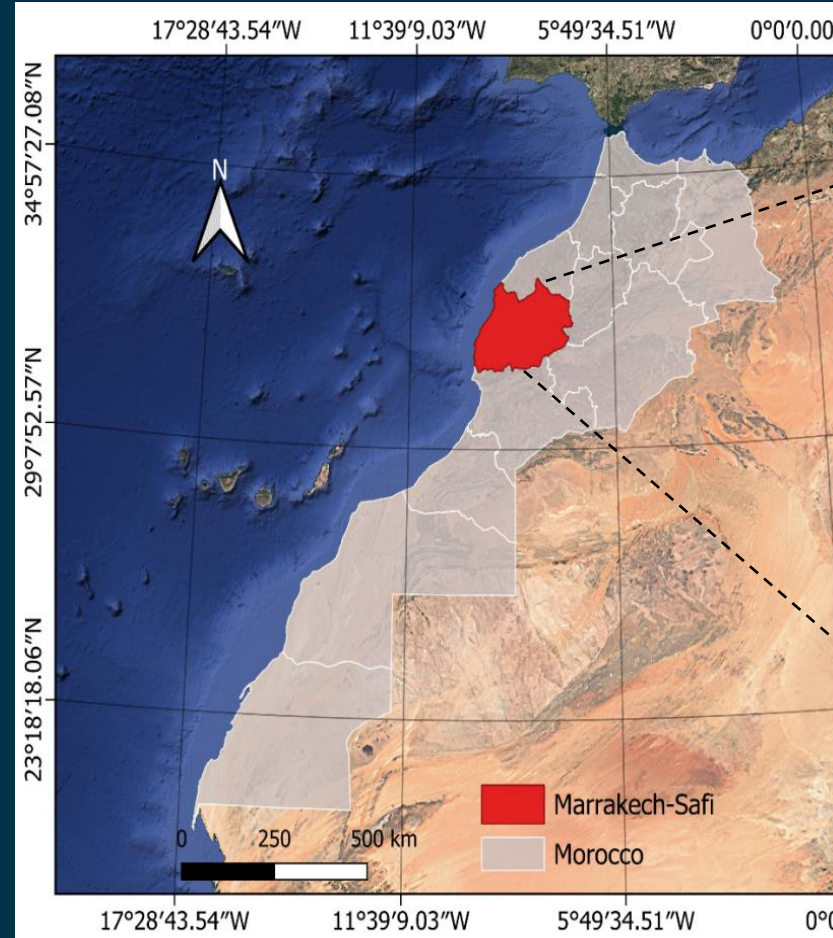 17°28′43.54″W 11°39′9.03″W 5°49′34.51″W 0°0′0.00
34°57′27.08″N
N
29°7′52.57″N
23°18′18.06″N
Marrakech-Safi
0 250 500 km
Morocco
17°28′43.54″W 11°39′9.03″W 5°49′34.51″W 0°0